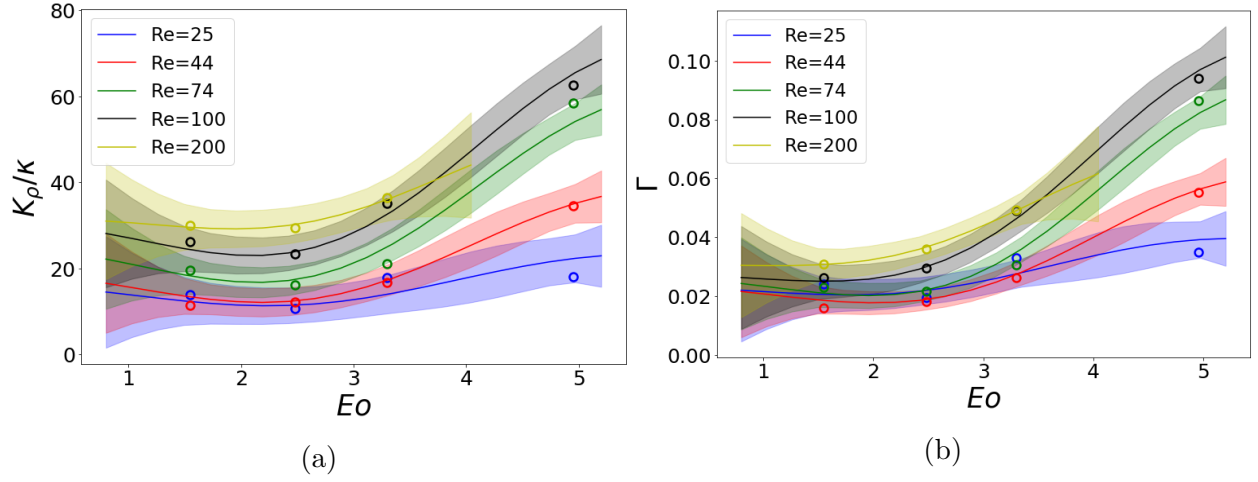 80
60
40
20
0
K_ρ/κ
Re=25
Re=44
Re=74
Re=100
Re=200
1 2 3 4 5
Eo
(a)
0.10
0.08
0.06
0.04
0.02
0.00
Γ
Re=25
Re=44
Re=74
Re=100
Re=200
1 2 3 4 5
Eo
(b)